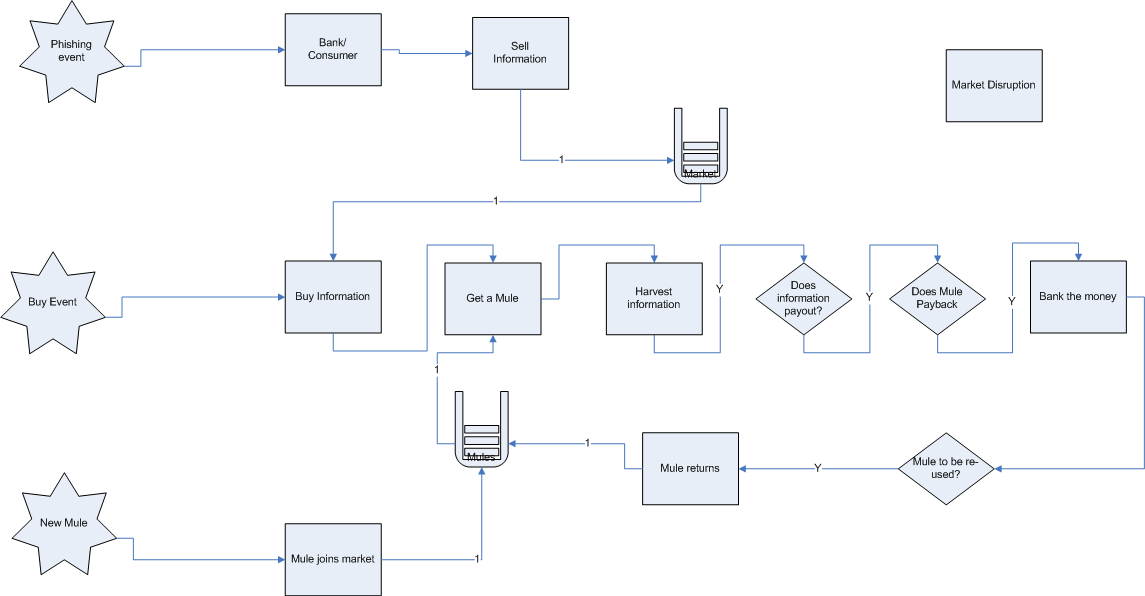 Phishing
event
Bank/
Consumer
Sell
Information
Market Disruption
1
Market
1
Buy Event
Buy Information
Get a Mule
Harvest
information
Y
Does
information
payout?
Y
Does Mule
Payback
Y
Bank the money
1
Mules
1
Mule returns
Y
Mule to be re-
used?
New Mule
Mule joins market
1